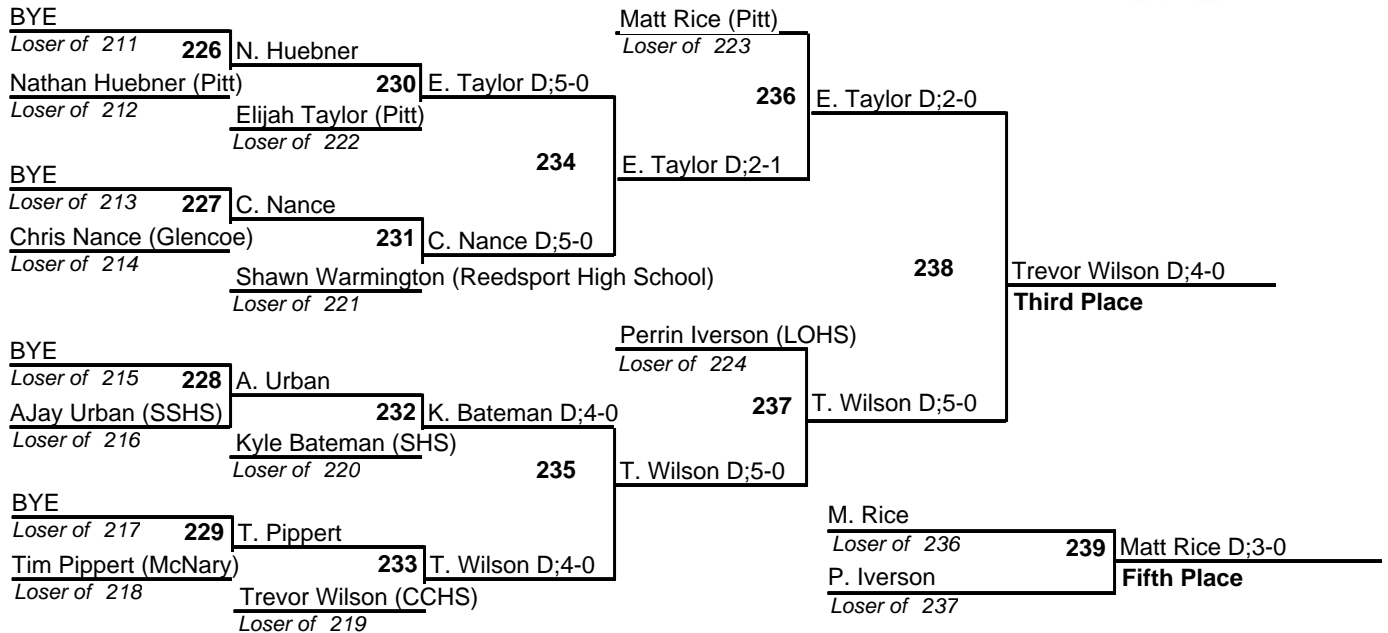 BYE
Loser of 211
226
N. Huebner
Nathan Huebner (Pitt)
Loser of 212
230
E. Taylor D;5-0
Elijah Taylor (Pitt)
Loser of 222
BYE
Loser of 213
227
C. Nance
Chris Nance (Glencoe)
Loser of 214
231
C. Nance D;5-0
Shawn Warmington (Reedsport High School)
Loser of 221
234
E. Taylor D;2-1
Matt Rice (Pitt)
Loser of 223
236
E. Taylor D;2-0
BYE
Loser of 215
228
A. Urban
AJay Urban (SSHS)
Loser of 216
232
K. Bateman D;4-0
Kyle Bateman (SHS)
Loser of 220
BYE
Loser of 217
229
T. Pippert
Tim Pippert (McNary)
Loser of 218
233
T. Wilson D;4-0
Trevor Wilson (CCHS)
Loser of 219
235
T. Wilson D;5-0
Perrin Iverson (LOHS)
Loser of 224
237
T. Wilson D;5-0
238
Trevor Wilson D;4-0
Third Place
M. Rice
Loser of 236
239
Matt Rice D;3-0
P. Iverson
Fifth Place
Loser of 237